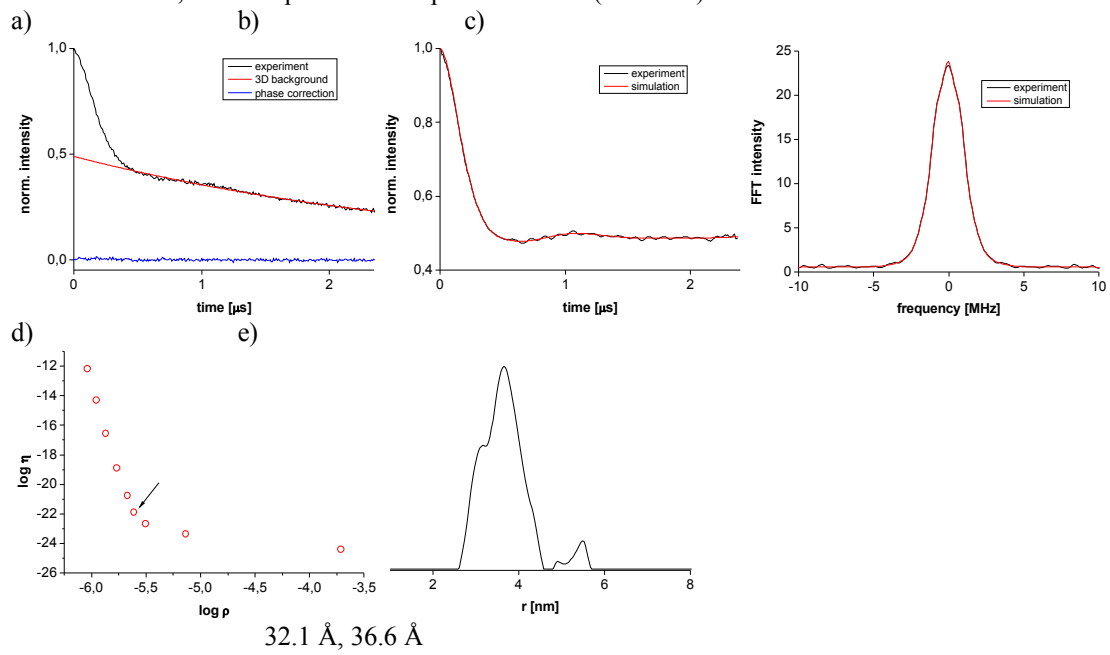 a) b) c)
1,0
0,5
0,0
norm. intensity
experiment
3D background
phase correction
0 1 2
time [µs]
1,0
0,8
0,6
0,4
norm. intensity
experiment
simulation
0 1 2
time [µs]
25
20
15
10
5
0
FFT intensity
experiment
simulation
-10 -5 0 5 10
frequency [MHz]
d) e)
-12
-14
-16
-18
-20
-22
-24
-26
log η
-6,0 -5,5 -5,0 -4,5 -4,0 -3,5
log ρ
2 4 6 8
r [nm]
32.1 Å, 36.6 Å